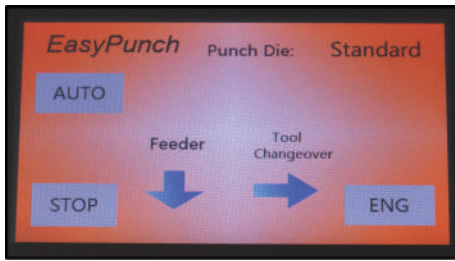 EasyPunch Punch Die: Standard
AUTO
Feeder
Tool
Changeover
STOP
ENG